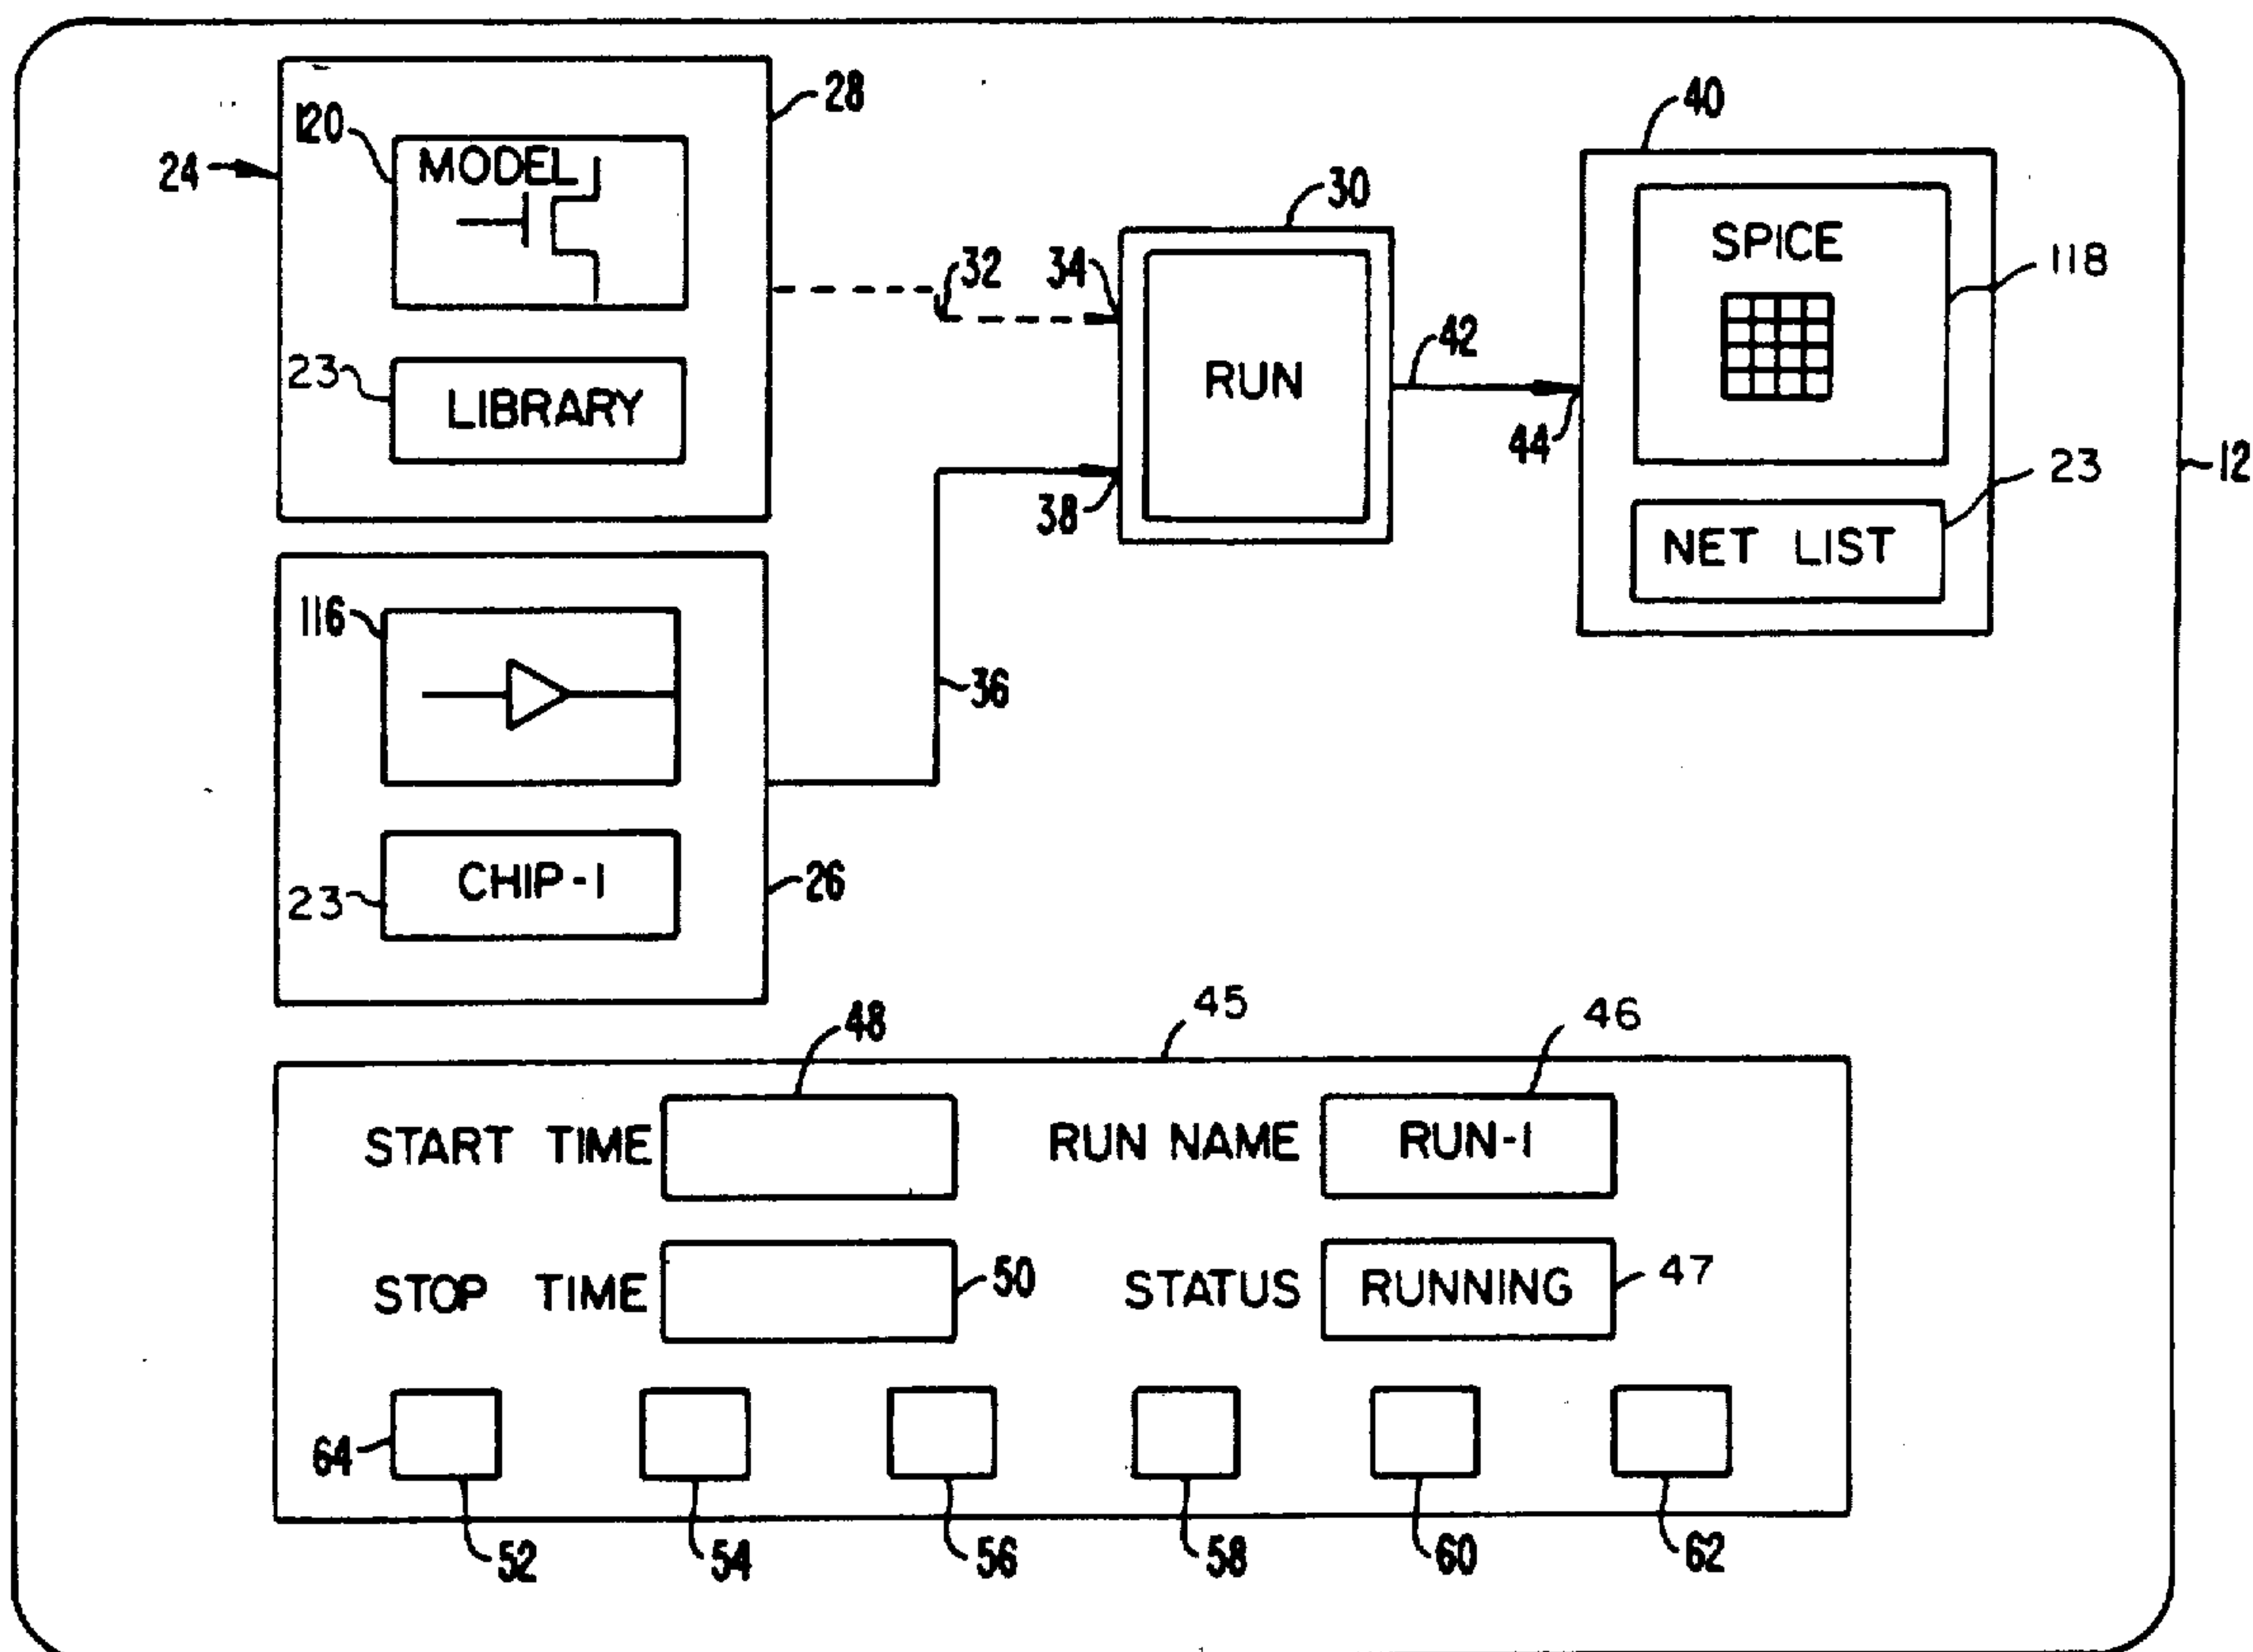 28
40
120
MODEL
24
30
SPICE
32
34
118
23
LIBRARY
RUN
42
44
38
23
12
NET LIST
116
36
CHIP-1
23
26
48
45
46
START TIME
RUN NAME
RUN-1
STOP TIME
50
STATUS
RUNNING
47
64
52
54
56
58
60
62